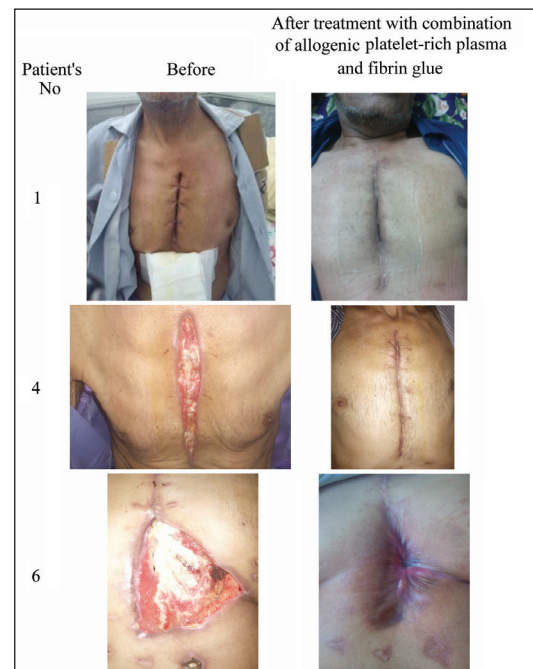 After treatment with combination
of allogenic platelet-rich plasma
and fibrin glue
Patient's
No
Before
1
4
6